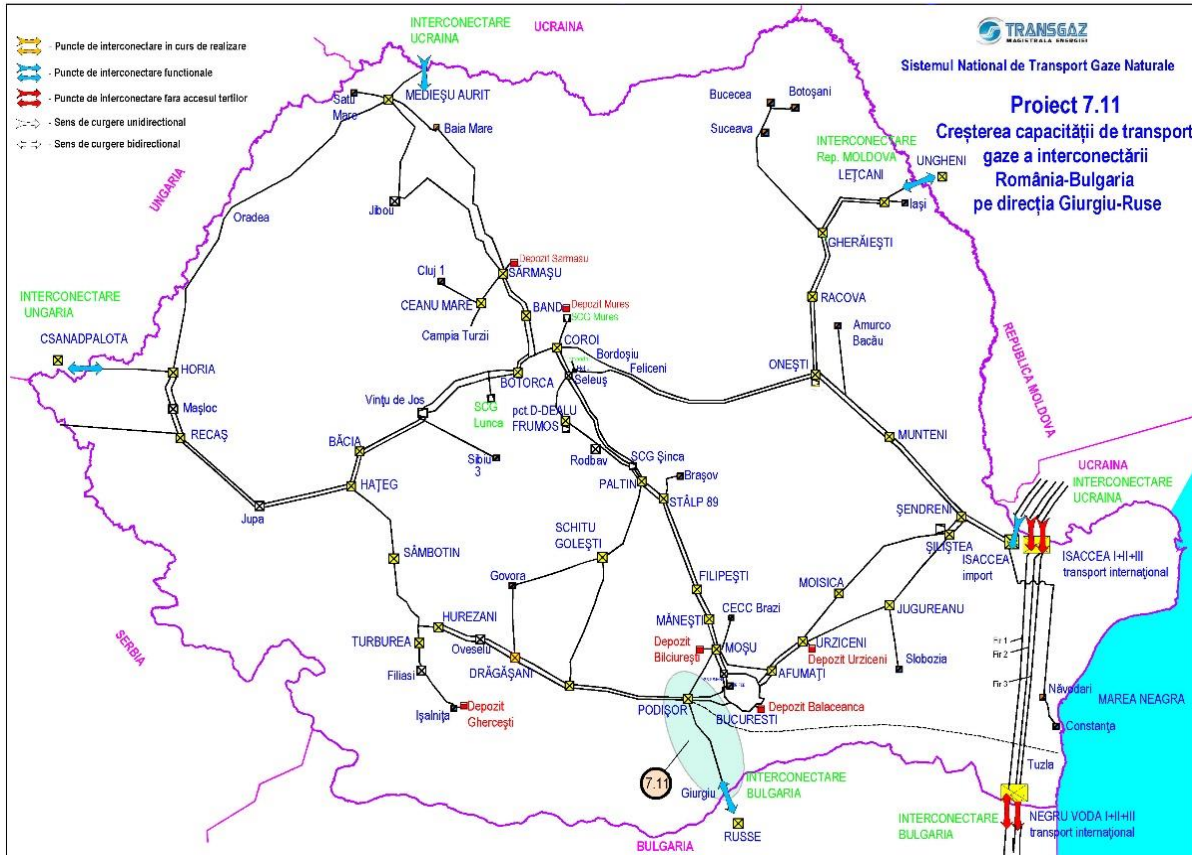 INTERCONECTARE
UCRAINA
UCRAINA
TRANSGAZ
MAGISTRALA ENERGIEI
- Puncte de interconectare in curs de realizare
- Puncte de interconectare functionale
- Puncte de interconectare fara accesul tertilor
- Sens de curgere unidirectional
- Sens de curgere bidirectional
Sistemul National de Transport Gaze Naturale
Proiect 7.11
Creșterea capacității de transport
gaze a interconectării
România-Bulgaria
pe direcția Giurgiu-Ruse
Satu
Mare
MEDIEŞU AURIT
Baia Mare
Bucecea
Botoşani
Suceava
INTERCONECTARE
Rep. MOLDOVA
UNGHENI
LEŢCANI
Iaşi
UNGARIA
Oradea
Jibou
GHERĂIEŞTI
Depozit Sarmasu
SĂRMAŞU
Cluj 1
CEANU MARE
Campia Turzii
BAND
Depozit Mures
SCG Mures
COROI
Bordoşiu
Feliceni
RACOVA
Amurco
Bacău
REPUBLICA MOLDOVA
INTERCONECTARE
UNGARIA
CSANADPALOTA
HORIA
Maşloc
RECAŞ
BOTORCA
Seleuş
ONEŞTI
Vinţu de Jos
SCG
Lunca
pct.D-DEALU
FRUMOS
BĂCIA
Sibiu
3
Rodbav
SCG Şinca
PALTIN
Braşov
STÂLP 89
MUNTENI
HAŢEG
Jupa
UCRAINA
INTERCONECTARE
UCRAINA
ŞENDRENI
SILIŞTEA
ISACCEA
import
ISACCEA I+II+III
transport internaţional
SCHITU
GOLEŞTI
SÂMBOTIN
Govora
FILIPEŞTI
MOISICA
JUGUREANU
SERBIA
HUREZANI
TURBUREA
Oveselu
MĂNEŞTI
CECC Brazi
MOŞU
URZICENI
Depozit
Bilciureşti
Depozit Urziceni
Slobozia
Fir 1
Fir 2
Fir 3
Filiasi
DRĂGĂŞANI
AFUMAŢI
Işalniţa
Depozit
Gherceşti
PODIŞOR
BUCURESTI
Depozit Balaceanca
Năvodari
MAREA NEAGRA
Constanţa
Tuzla
7.11
Giurgiu
INTERCONECTARE
BULGARIA
RUSSE
BULGARIA
INTERCONECTARE
BULGARIA
NEGRU VODA I+II+III
transport internaţional